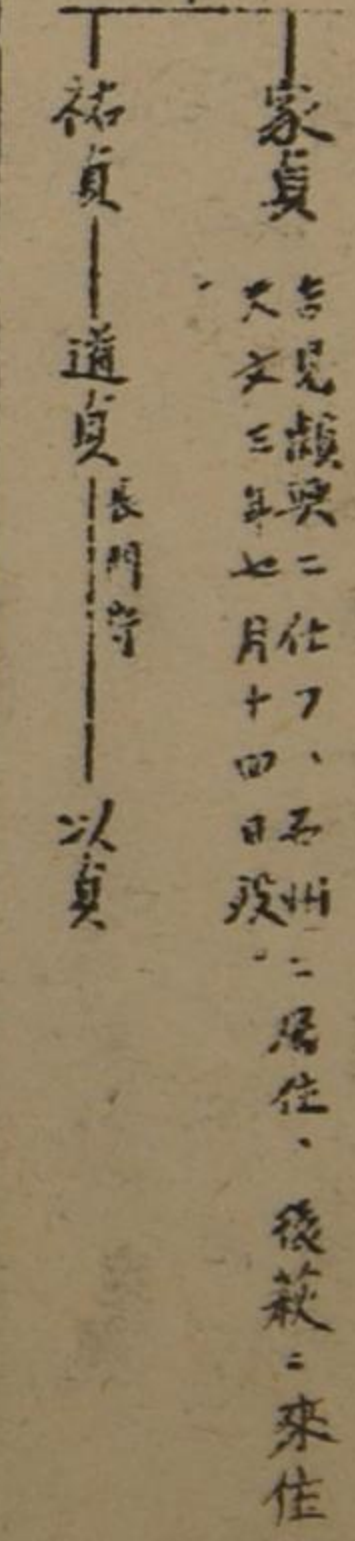 家貞
吉見頼興ニ仕フ、石州ニ居住、後萩ニ来住
天文三年七月十四日歿。
祐貞
道貞
長門守
以貞